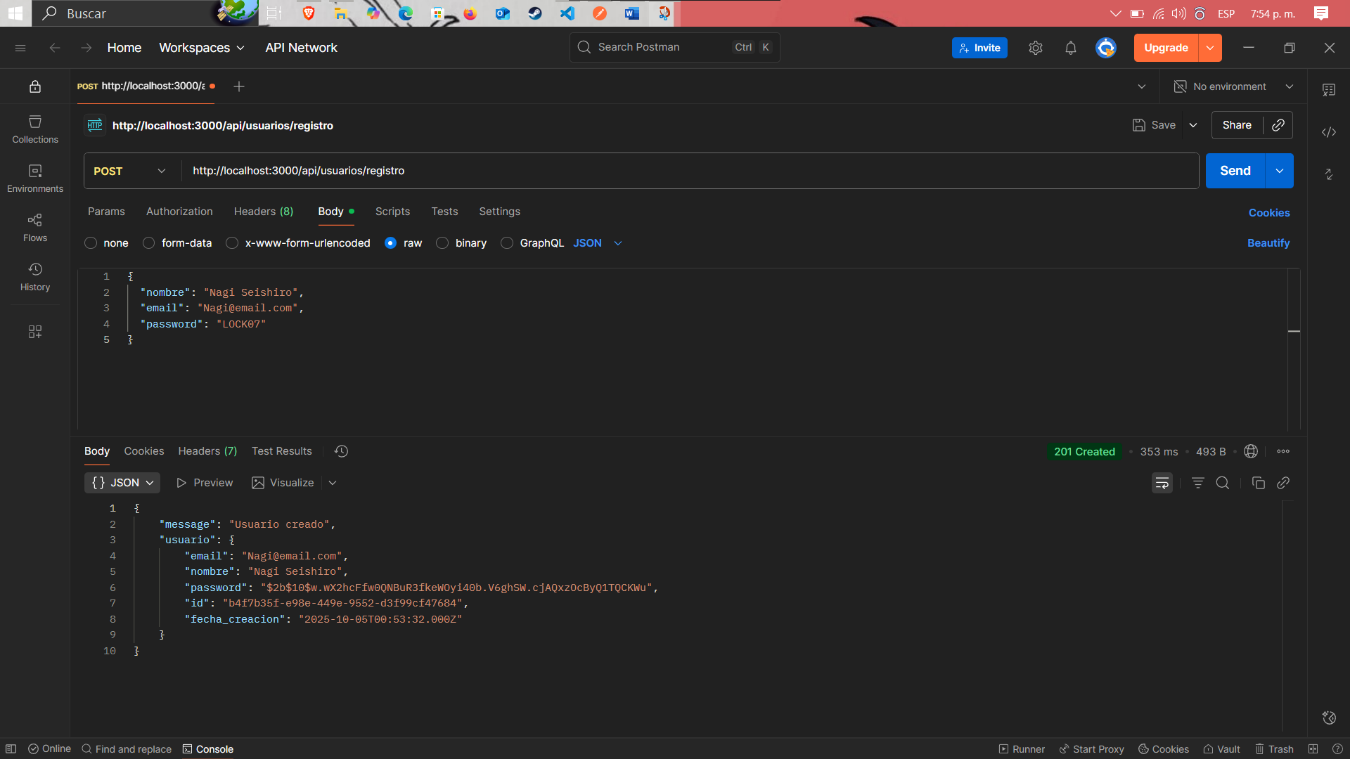 Buscar
ESP 7:54 p. m.
Home Workspaces API Network
Search Postman Ctrl K
Invite
Upgrade
POST http://localhost:3000/a
No environment
HTTP http://localhost:3000/api/usuarios/registro
Save Share
POST http://localhost:3000/api/usuarios/registro
Send
Collections
Environments
Flows
History
Params Authorization Headers (8) Body Scripts Tests Settings
Cookies
none form-data x-www-form-urlencoded raw binary GraphQL JSON
Beautify
1 {
2 "nombre": "Nagi Seishiro",
3 "email": "Nagi@email.com",
4 "password": "LOCK07"
5 }
Body Cookies Headers (7) Test Results
201 Created 353 ms 493 B
{ } JSON Preview Visualize
1 {
2 "message": "Usuario creado",
3 "usuario": {
4 "email": "Nagi@email.com",
5 "nombre": "Nagi Seishiro",
6 "password": "$2b$10$w.wX2hcFfw0QNBuR3fkeWOyi40b.V6ghSW.cjAQxzOcByQ1TQCKWu",
7 "id": "b4f7b35f-e98e-449e-9552-d3f99cf47684",
8 "fecha_creacion": "2025-10-05T00:53:32.000Z"
9 }
10 }
Online Find and replace Console
Runner Start Proxy Cookies Vault Trash